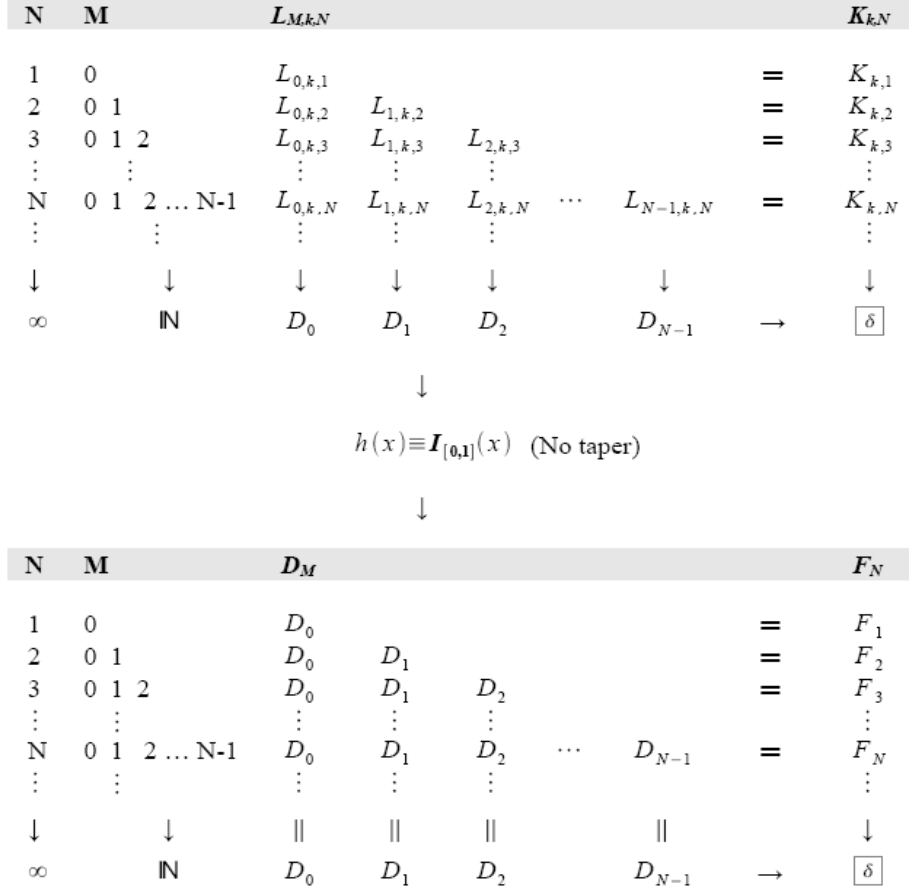 N M L_{M,k,N} K_{k,N}
1 0 L_{0,k,1} = K_{k,1}
2 0 1 L_{0,k,2} L_{1,k,2} = K_{k,2}
3 0 1 2 L_{0,k,3} L_{1,k,3} L_{2,k,3} = K_{k,3}
⋮ ⋮ ⋮ ⋮ ⋮ ⋮
N 0 1 2 … N-1 L_{0,k,N} L_{1,k,N} L_{2,k,N} ⋯ L_{N−1,k,N} = K_{k,N}
⋮ ⋮ ⋮ ⋮ ⋮ ⋮
↓ ↓ ↓ ↓ ↓ ↓ ↓
∞ ℕ D_0 D_1 D_2 D_{N−1} → δ
↓
h(x)≡I_{[0,1]}(x) (No taper)
↓
N M D_M F_N
1 0 D_0 = F_1
2 0 1 D_0 D_1 = F_2
3 0 1 2 D_0 D_1 D_2 = F_3
⋮ ⋮ ⋮ ⋮ ⋮ ⋮
N 0 1 2 … N-1 D_0 D_1 D_2 ⋯ D_{N−1} = F_N
⋮ ⋮ ⋮ ⋮ ⋮ ⋮
↓ ↓ || || || || ↓
∞ ℕ D_0 D_1 D_2 D_{N−1} → δ